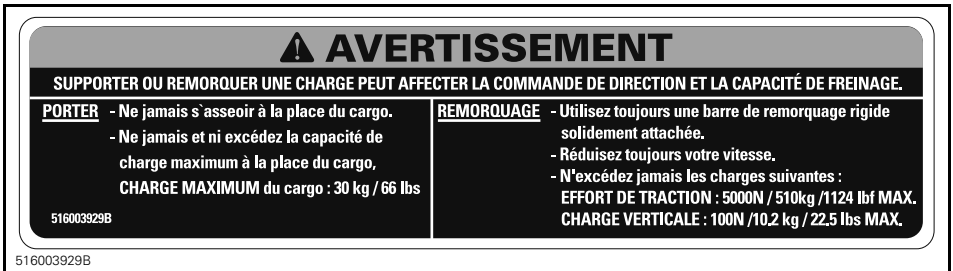 AVERTISSEMENT
SUPPORTER OU REMORQUER UNE CHARGE PEUT AFFECTER LA COMMANDE DE DIRECTION ET LA CAPACITÉ DE FREINAGE.
PORTER - Ne jamais s`asseoir à la place du cargo.
- Ne jamais et ni excédez la capacité de
charge maximum à la place du cargo,
CHARGE MAXIMUM du cargo : 30 kg / 66 lbs
516003929B
REMORQUAGE - Utilisez toujours une barre de remorquage rigide
solidement attachée.
- Réduisez toujours votre vitesse.
- N'excédez jamais les charges suivantes :
EFFORT DE TRACTION : 5000N / 510kg /1124 lbf MAX.
CHARGE VERTICALE : 100N /10.2 kg / 22.5 lbs MAX.
516003929B